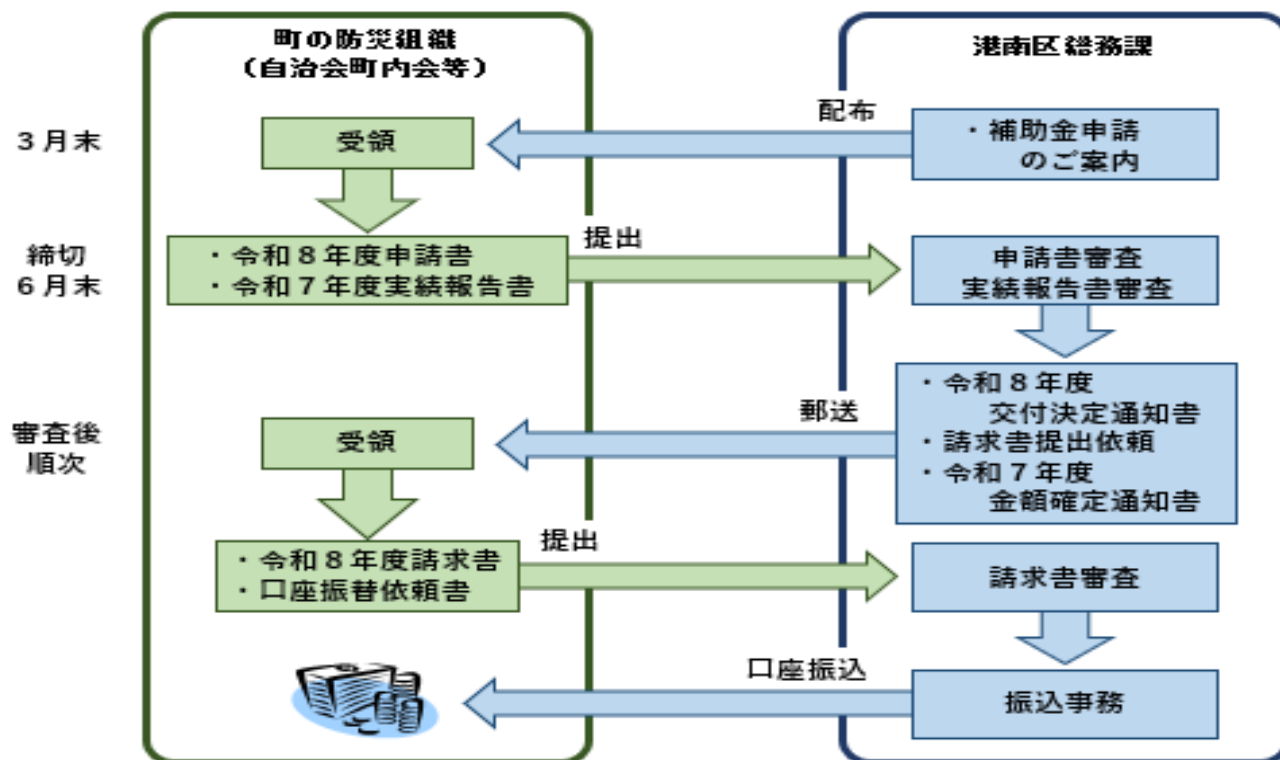 町の防災組織
（自治会町内会等）
港南区総務課
３月末
受領
配布
・補助金申請
のご案内
締切
６月末
・令和８年度申請書
・令和７年度実績報告書
提出
申請書審査
実績報告書審査
審査後
順次
受領
郵送
・令和８年度
交付決定通知書
・請求書提出依頼
・令和７年度
金額確定通知書
・令和８年度請求書
・口座振替依頼書
提出
請求書審査
口座振込
振込事務